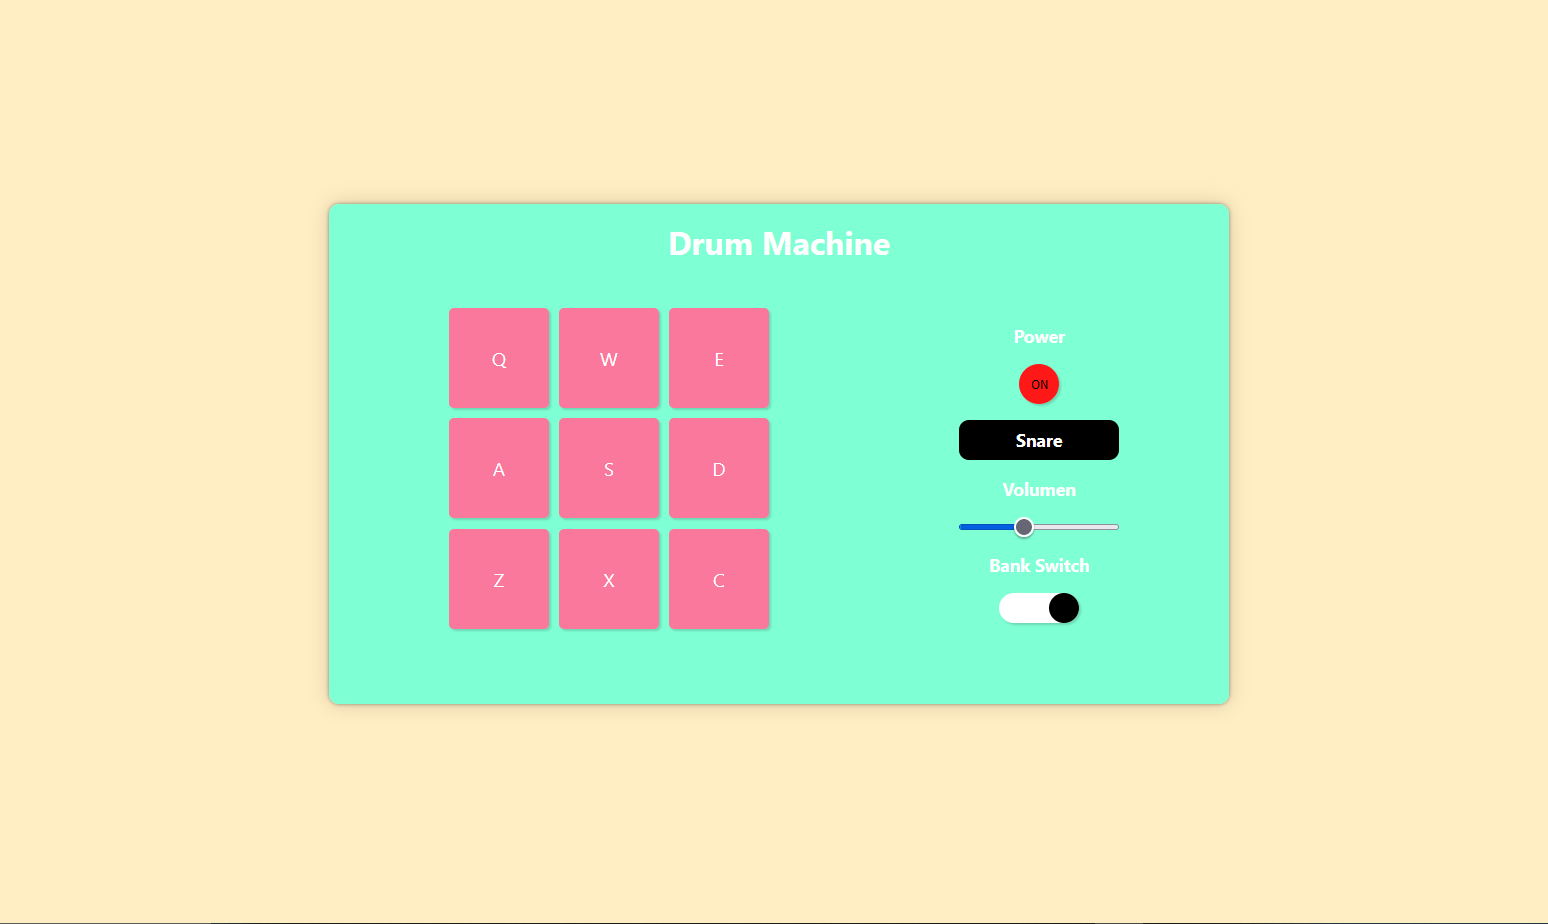 Drum Machine
Q W E
A S D
Z X C
Power
ON
Snare
Volumen
Bank Switch